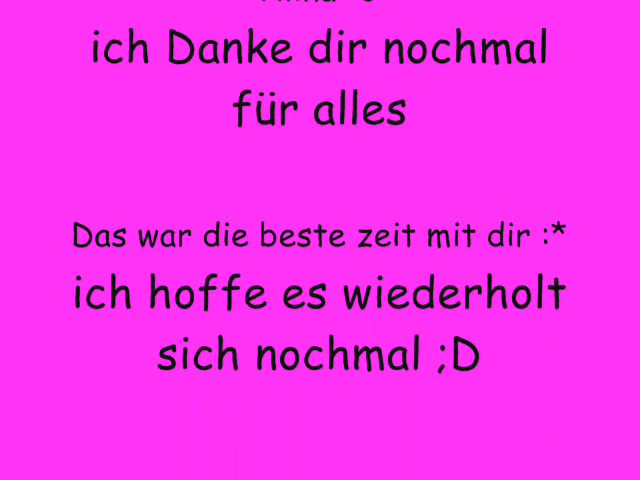 ich Danke dir nochmal
für alles
Das war die beste zeit mit dir :*
ich hoffe es wiederholt
sich nochmal ;D